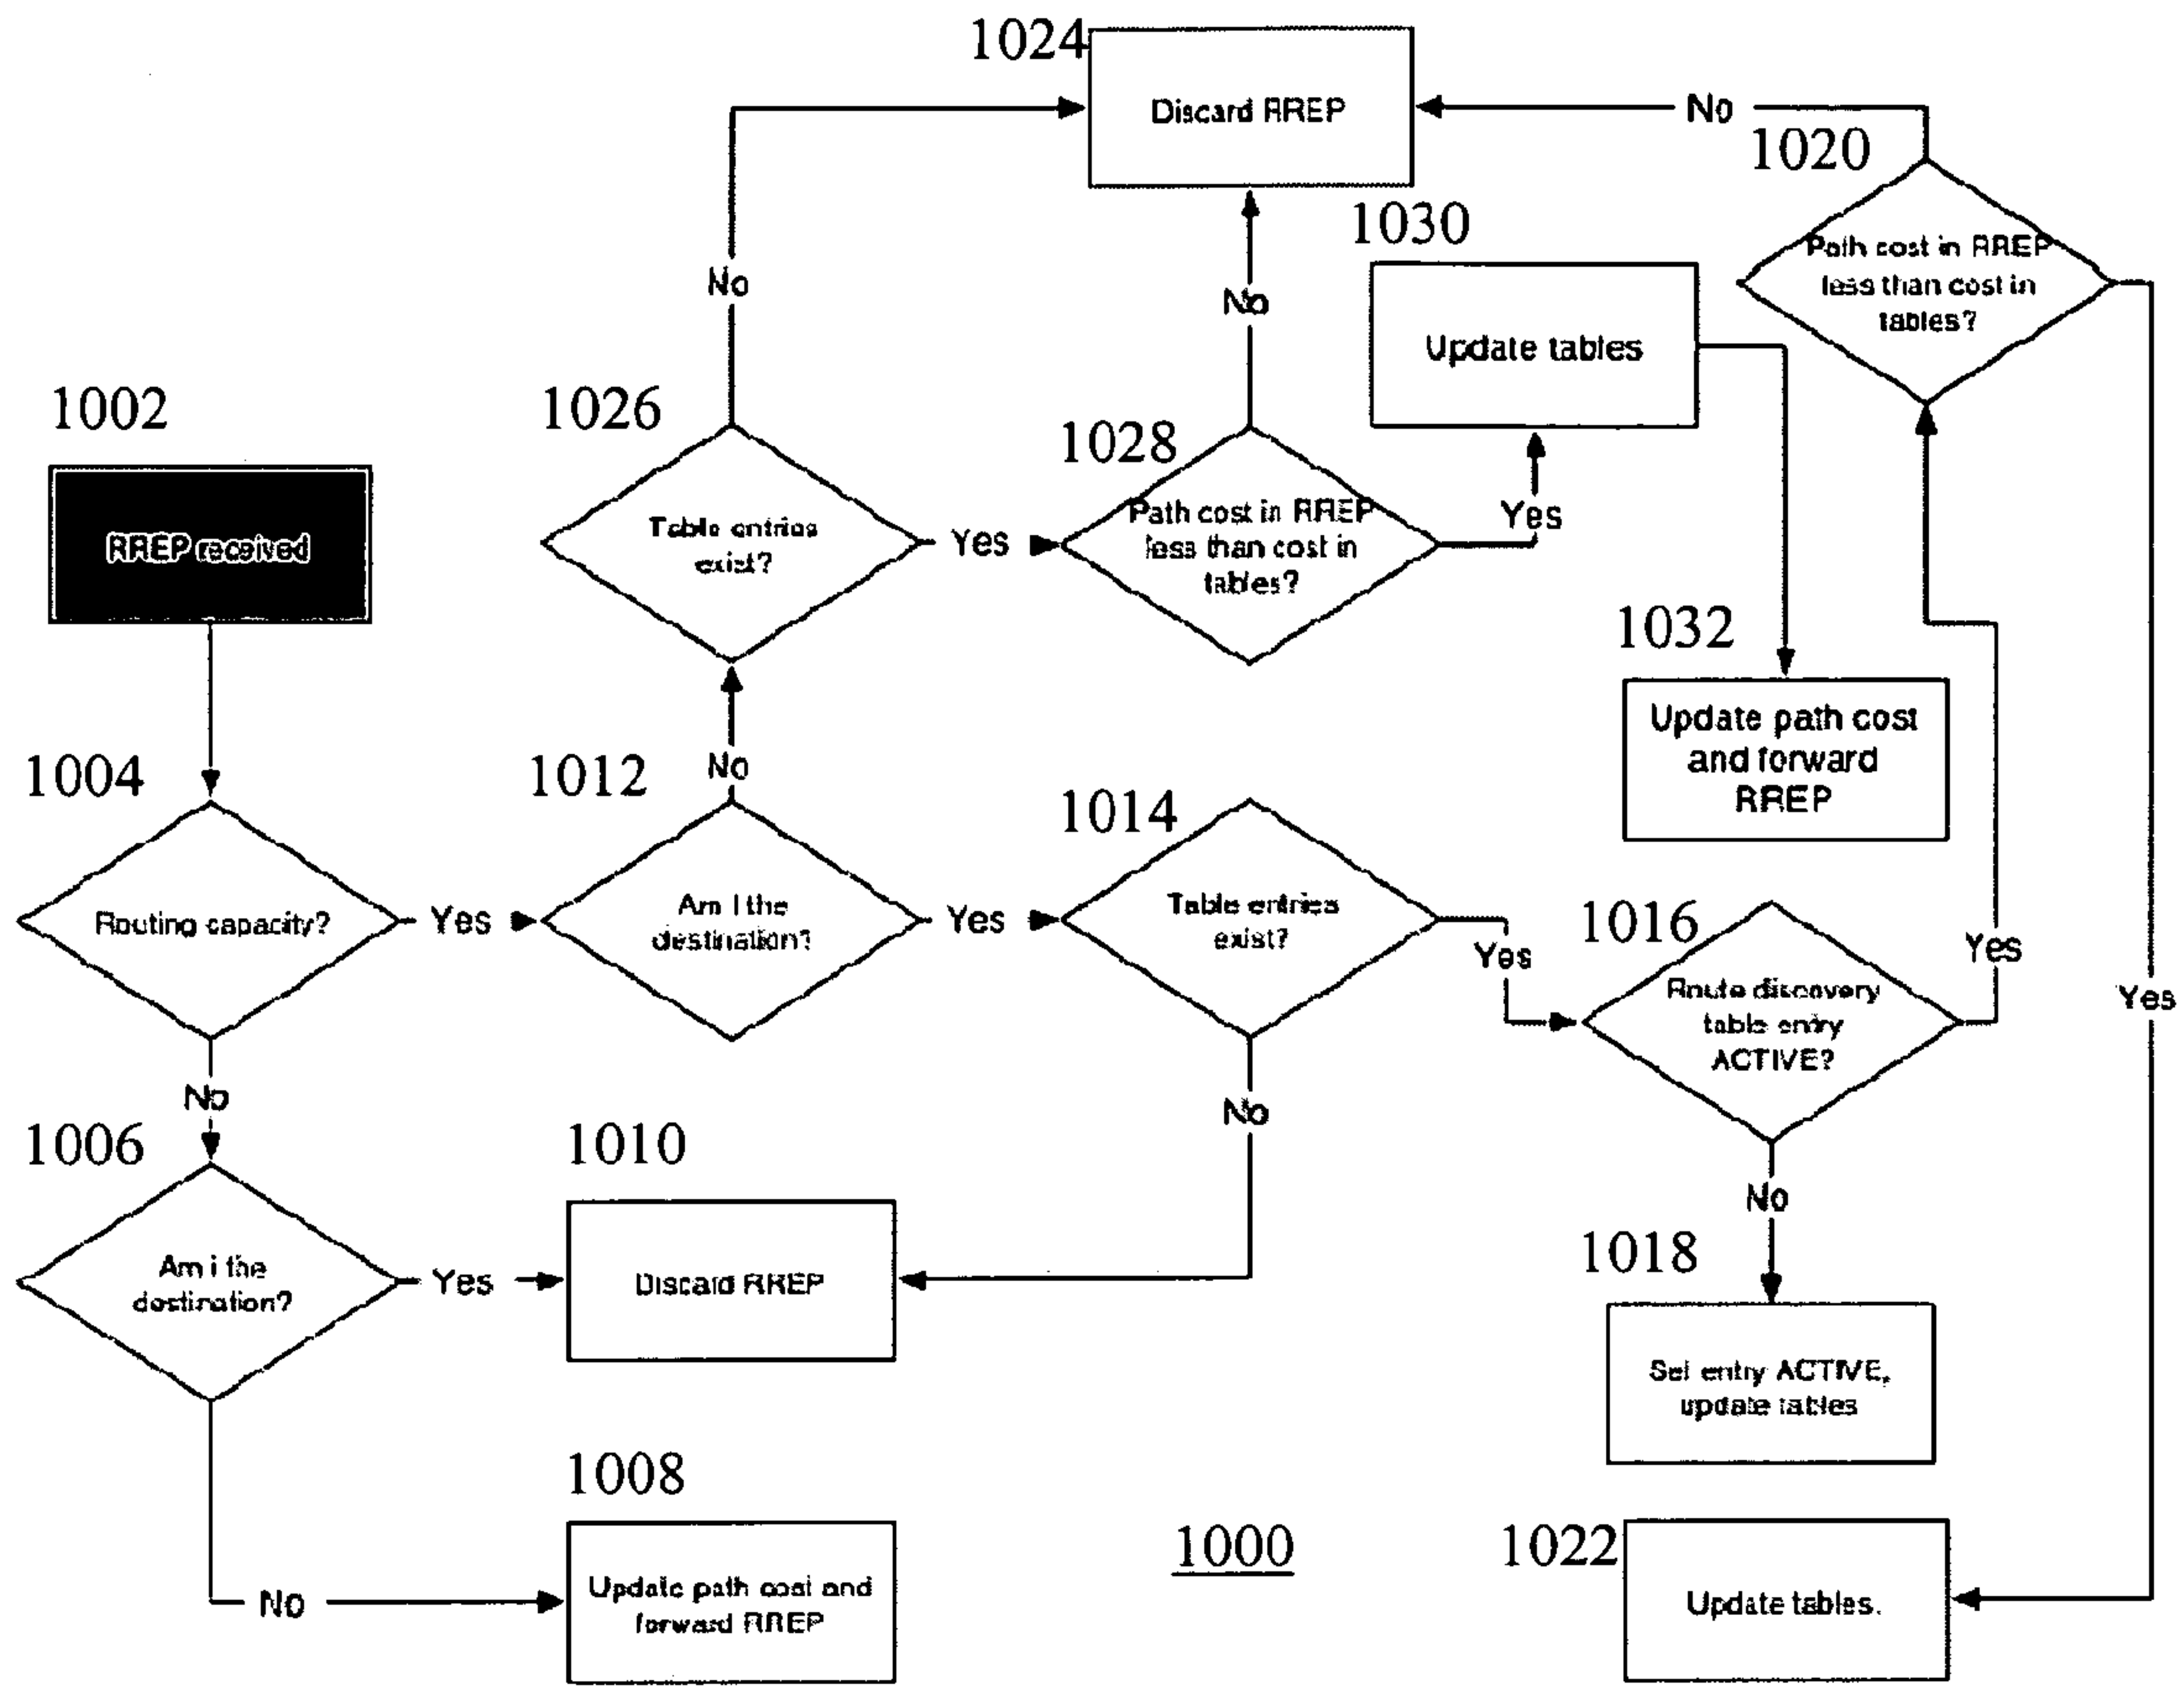 1024
Discard RREP
No
1020
1030
Path cost in RREP
less than cost in
tables?
No
No
Update tables
1002
1026
1028
RREP received
Table entries
exist?
Yes
Path cost in RREP
less than cost in
tables?
Yes
1032
Update path cost
and forward
RREP
1004
1012
No
1014
Routing capacity?
Yes
Am I the
destination?
Yes
Table entries
exist?
Yes
1016
Route discovery
table entry
ACTIVE?
Yes
Yes
No
No
1006
1010
No
1018
Am i the
destination?
Yes
Discard RREP
Set entry ACTIVE,
update tables
1008
1000
1022
No
Update path cost and
forward RREP
Update tables.